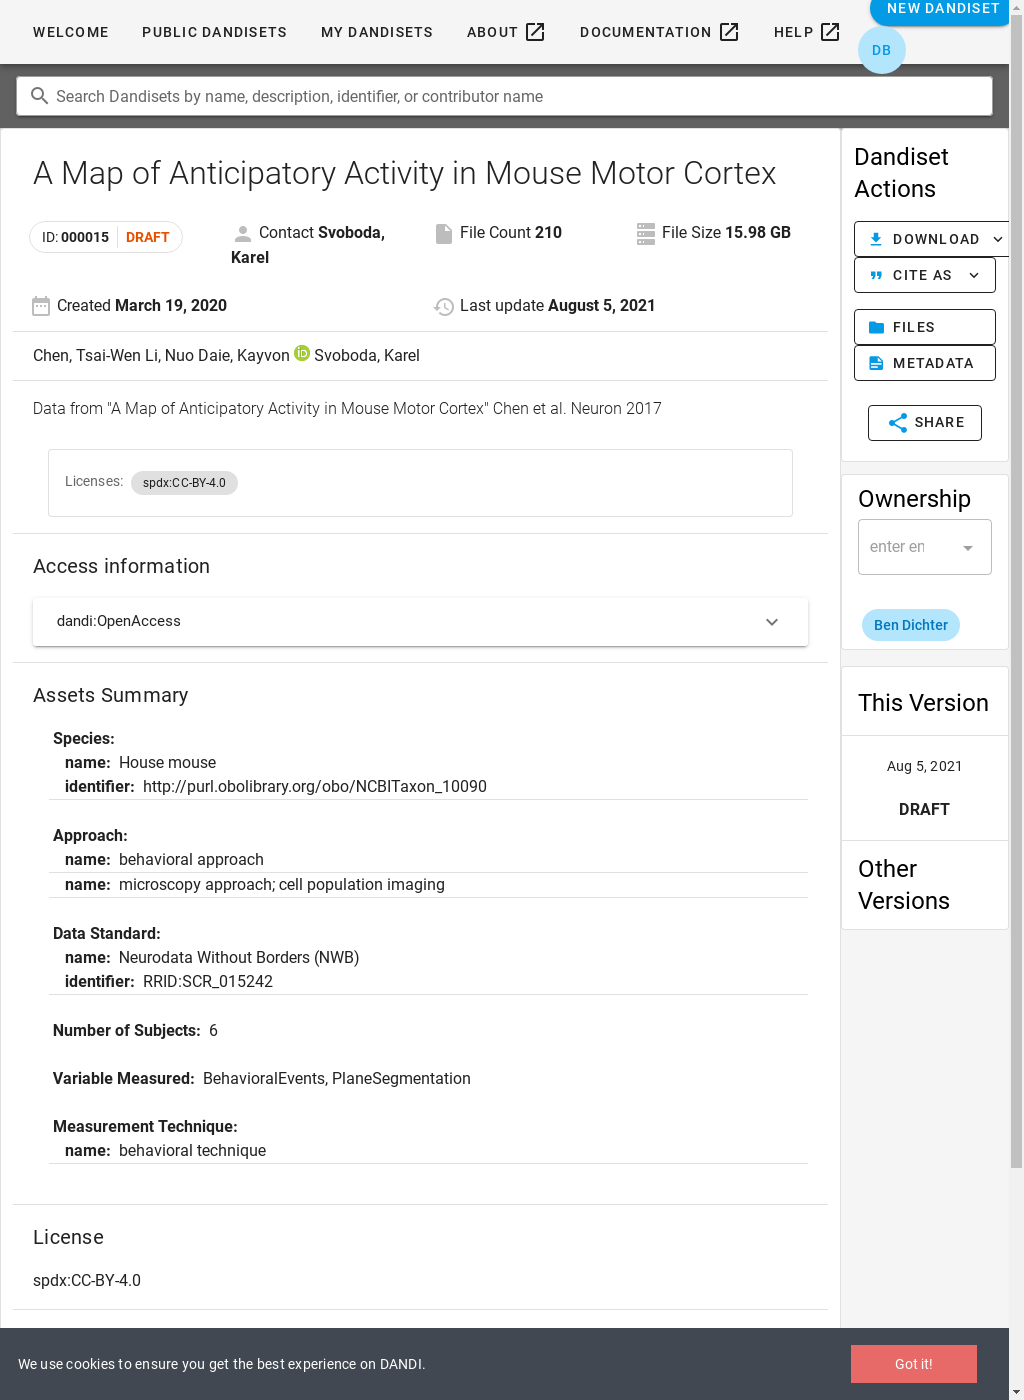 WELCOME PUBLIC DANDISETS MY DANDISETS ABOUT DOCUMENTATION HELP NEW DANDISET
DB
Search Dandisets by name, description, identifier, or contributor name
A Map of Anticipatory Activity in Mouse Motor Cortex
ID: 000015 DRAFT
Contact Svoboda, Karel
File Count 210
File Size 15.98 GB
Created March 19, 2020
Last update August 5, 2021
Chen, Tsai-Wen Li, Nuo Daie, Kayvon iD Svoboda, Karel
Data from "A Map of Anticipatory Activity in Mouse Motor Cortex" Chen et al. Neuron 2017
Licenses: spdx:CC-BY-4.0
Access information
dandi:OpenAccess
Assets Summary
Species:
name: House mouse
identifier: http://purl.obolibrary.org/obo/NCBITaxon_10090
Approach:
name: behavioral approach
name: microscopy approach; cell population imaging
Data Standard:
name: Neurodata Without Borders (NWB)
identifier: RRID:SCR_015242
Number of Subjects: 6
Variable Measured: BehavioralEvents, PlaneSegmentation
Measurement Technique:
name: behavioral technique
License
spdx:CC-BY-4.0
Dandiset
Actions
DOWNLOAD
CITE AS
FILES
METADATA
SHARE
Ownership
enter en
Ben Dichter
This Version
Aug 5, 2021
DRAFT
Other
Versions
We use cookies to ensure you get the best experience on DANDI.
Got it!